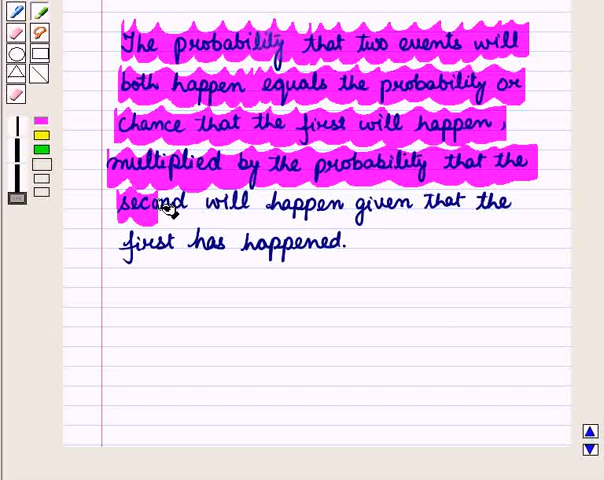 The probability that two events will
both happen equals the probability or
chance that the first will happen,
multiplied by the probability that the
second will happen given that the
first has happened.